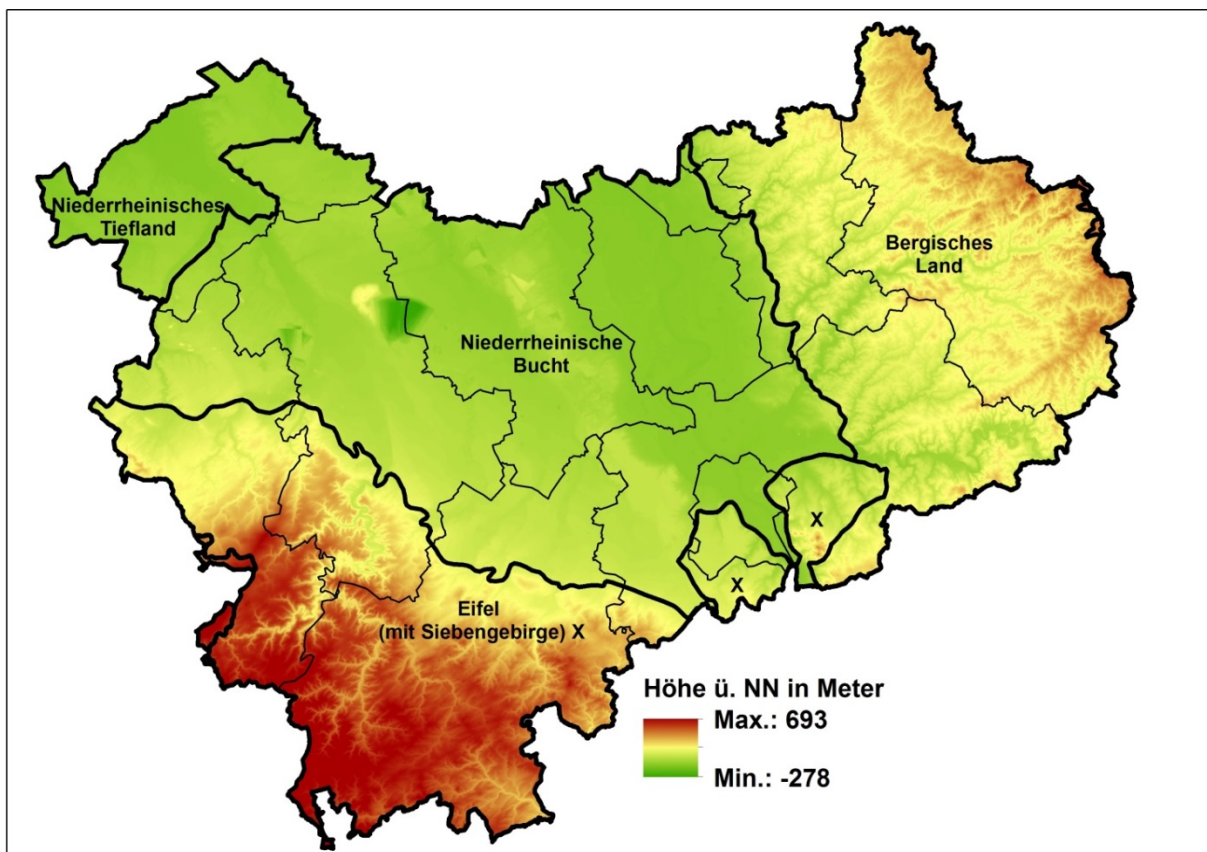 Niederrheinisches
Tiefland
Bergisches
Land
Niederrheinische
Bucht
X
X
Eifel
(mit Siebengebirge) X
Höhe ü. NN in Meter
Max.: 693
Min.: -278